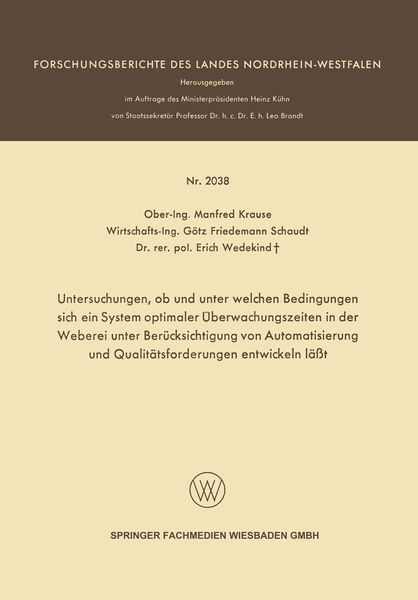 FORSCHUNGSBERICHTE DES LANDES NORDRHEIN-WESTFALEN
Herausgegeben
im Auftrage des Ministerpräsidenten Heinz Kühn
von Staatssekretär Professor Dr. h. c. Dr. E. h. Leo Brandt
Nr. 2038
Ober-Ing. Manfred Krause
Wirtschafts-Ing. Götz Friedemann Schaudt
Dr. rer. pol. Erich Wedekind †
Untersuchungen, ob und unter welchen Bedingungen
sich ein System optimaler Überwachungszeiten in der
Weberei unter Berücksichtigung von Automatisierung
und Qualitätsforderungen entwickeln läßt
SPRINGER FACHMEDIEN WIESBADEN GMBH